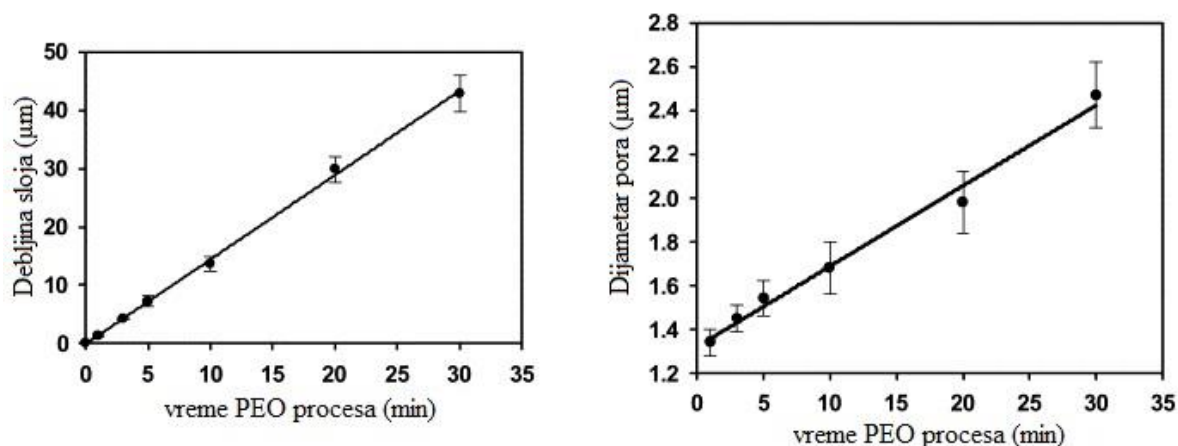 Debljina sloja (µm)
50
40
30
20
10
0
0 5 10 15 20 25 30 35
vreme PEO procesa (min)
Dijametar pora (µm)
2.8
2.6
2.4
2.2
2.0
1.8
1.6
1.4
1.2
0 5 10 15 20 25 30 35
vreme PEO procesa (min)